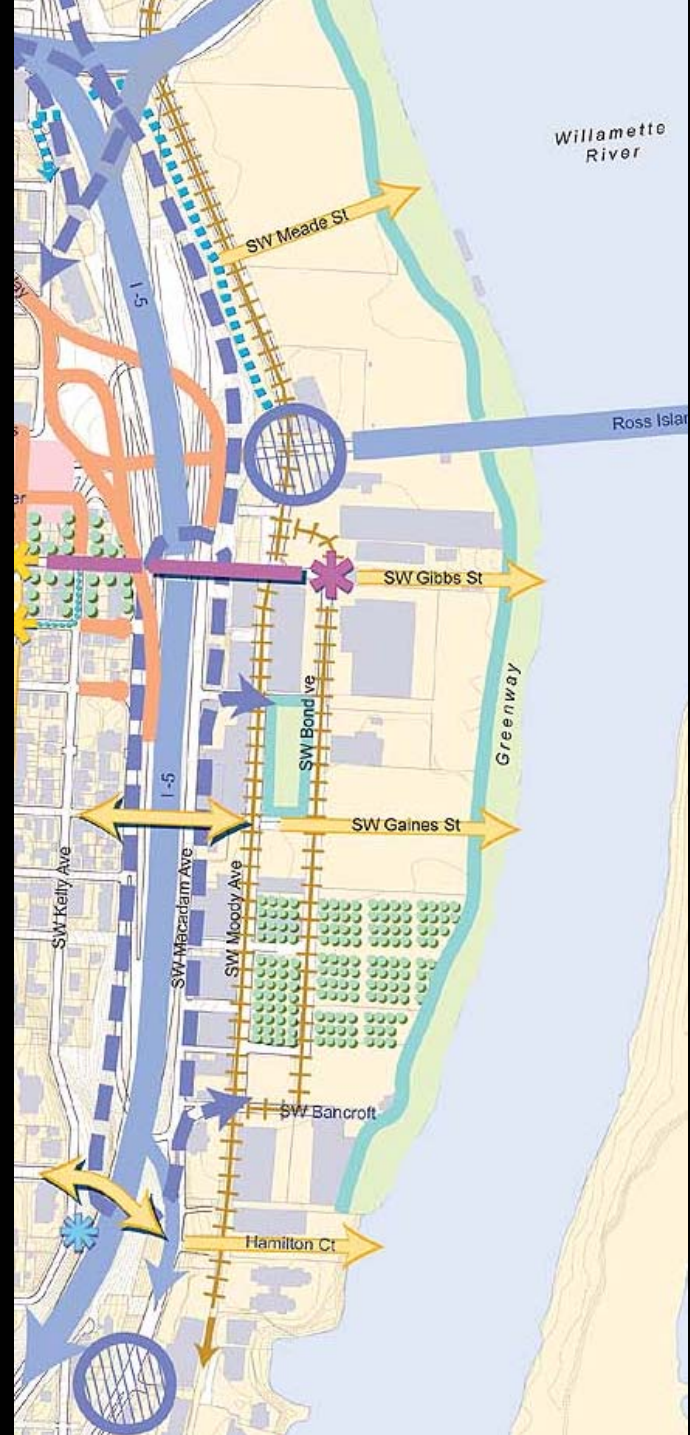 Willamette
River
SW Meade St
I-5
Ross Islan
SW Gibbs St
SW Bond ve
Greenway
I-5
SW Gaines St
SW Kelly Ave
SW Macadam Ave
SW Moody Ave
SW Bancroft
Hamilton Ct